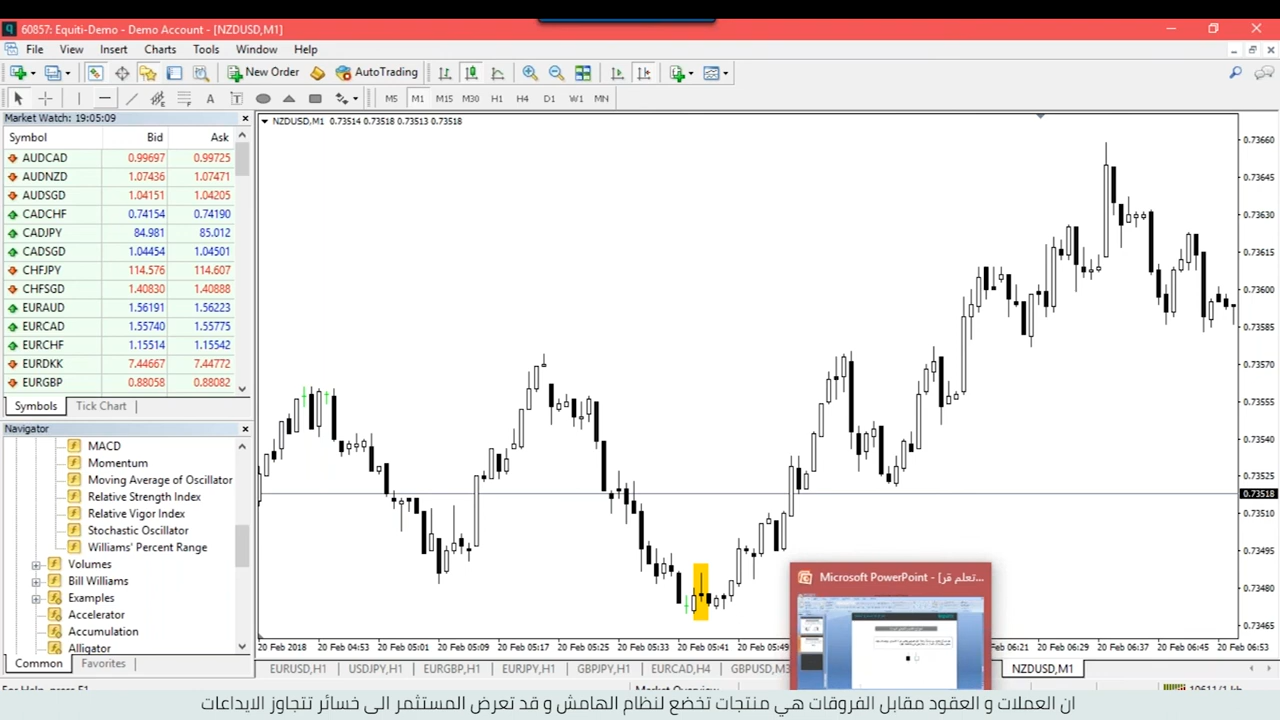 60857: Equiti-Demo - Demo Account - [NZDUSD,M1]
File View Insert Charts Tools Window Help
New Order AutoTrading
M5 M1 M15 M30 H1 H4 D1 W1 MN
Market Watch: 19:05:09
Symbol Bid Ask
AUDCAD 0.99697 0.99725
AUDNZD 1.07436 1.07471
AUDSGD 1.04151 1.04205
CADCHF 0.74154 0.74190
CADJPY 84.981 85.012
CADSGD 1.04454 1.04501
CHFJPY 114.576 114.607
CHFSGD 1.40830 1.40888
EURAUD 1.56191 1.56223
EURCAD 1.55740 1.55775
EURCHF 1.15514 1.15542
EURDKK 7.44667 7.44772
EURGBP 0.88058 0.88082
Symbols Tick Chart
Navigator
MACD
Momentum
Moving Average of Oscillator
Relative Strength Index
Relative Vigor Index
Stochastic Oscillator
Williams' Percent Range
Volumes
Bill Williams
Examples
Accelerator
Accumulation
Alligator
Common Favorites
NZDUSD,M1 0.73514 0.73518 0.73513 0.73518
0.73660
0.73645
0.73630
0.73615
0.73600
0.73585
0.73570
0.73555
0.73540
0.73525
0.73518
0.73510
0.73495
0.73480
0.73465
20 Feb 2018 20 Feb 04:53 20 Feb 05:01 20 Feb 05:09 20 Feb 05:17 20 Feb 05:25 20 Feb 05:33 20 Feb 05:41 20 Feb 05:49 06:21 20 Feb 06:29 20 Feb 06:37 20 Feb 06:45 20 Feb 06:53
Microsoft PowerPoint - [تعلم قر...
EURUSD,H1 USDJPY,H1 EURGBP,H1 EURJPY,H1 GBPJPY,H1 EURCAD,H4 GBPUSD,M NZDUSD,M1
For Help, press F1 Market Overview 10611/1 kb
ان العملات و العقود مقابل الفروقات هي منتجات تخضع لنظام الهامش و قد تعرض المستثمر الى خسائر تتجاوز الايداعات